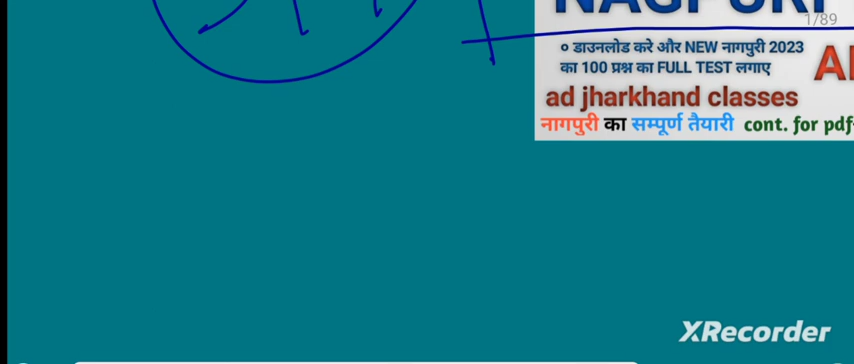 NAGPURI
1/89
० डाउनलोड करे और NEW नागपुरी 2023
का 100 प्रश्न का FULL TEST लगाए
ad jharkhand classes
नागपुरी का सम्पूर्ण तैयारी cont. for pdf
XRecorder